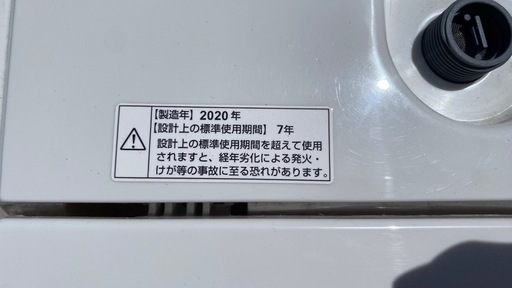 【製造年】2020年
【設計上の標準使用期間】 7年
設計上の標準使用期間を超えて使用
されますと、経年劣化による発火・
けが等の事故に至る恐れがあります。